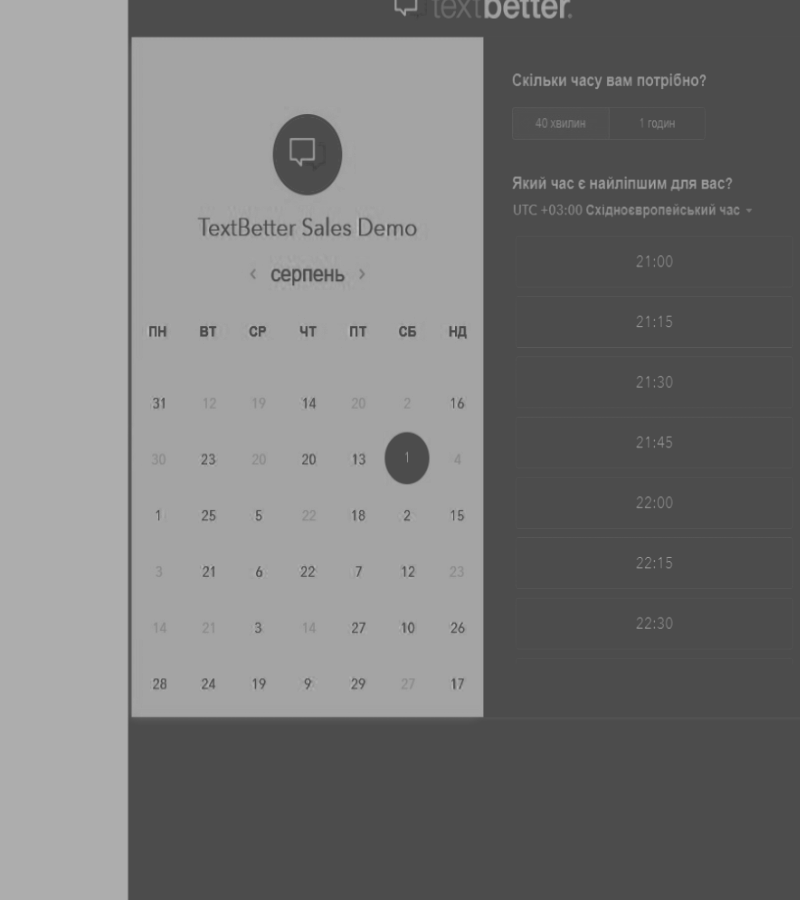 textbetter.
TextBetter Sales Demo
‹ серпень ›
ПН ВТ СР ЧТ ПТ СБ НД
31 12 19 14 20 2 16
30 23 20 20 13 1 4
1 25 5 22 18 2 15
3 21 6 22 7 12 23
14 21 3 14 27 10 26
28 24 19 9 29 27 17
Скільки часу вам потрібно?
40 хвилин 1 годин
Який час є найліпшим для вас?
UTC +03:00 Східноєвропейський час
21:00
21:15
21:30
21:45
22:00
22:15
22:30